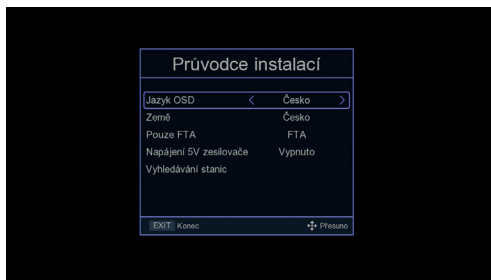 Průvodce instalací
Jazyk OSD < Česko >
Země Česko
Pouze FTA FTA
Napájení 5V zesilovače Vypnuto
Vyhledávání stanic
EXIT Konec Přesuno